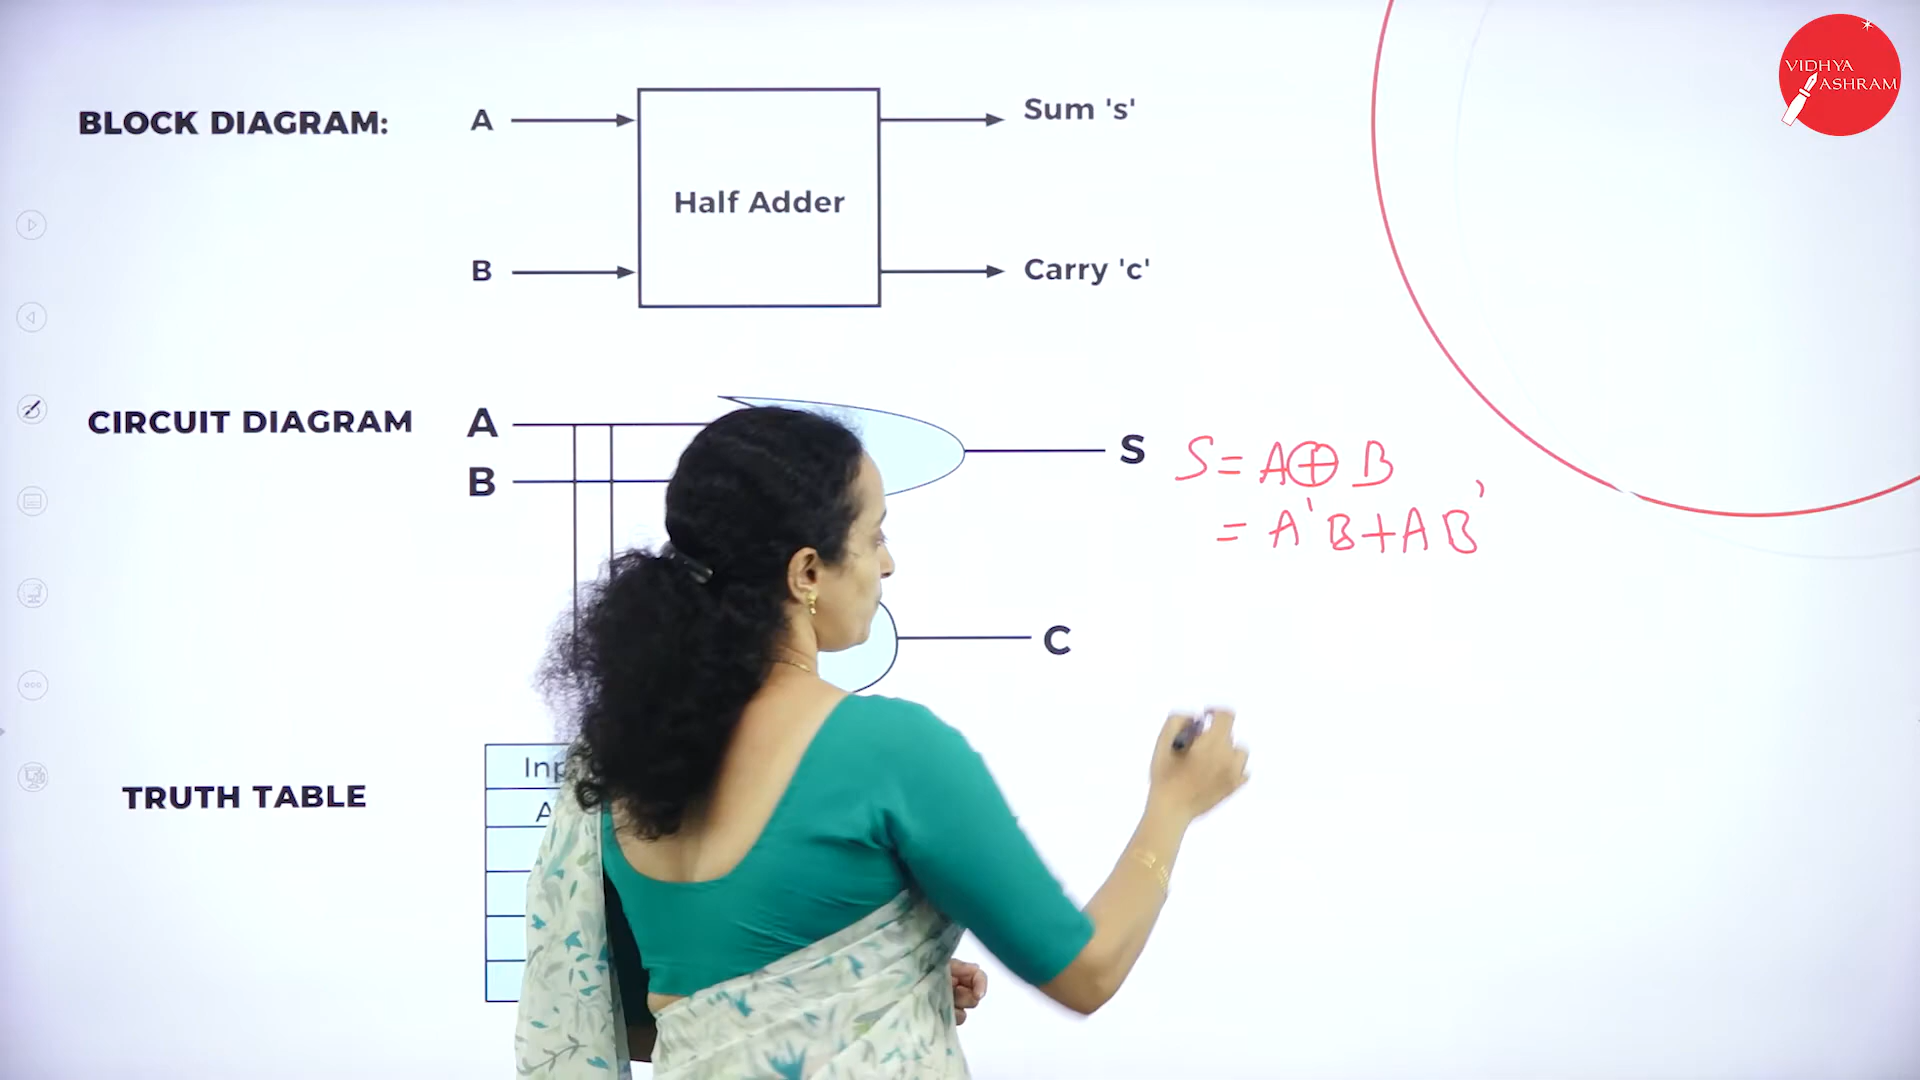 VIDHYA
ASHRAM
BLOCK DIAGRAM:
A
Sum 's'
Half Adder
B
Carry 'c'
CIRCUIT DIAGRAM
A
B
S
S = A⊕B
= A'B+AB'
C
TRUTH TABLE
A